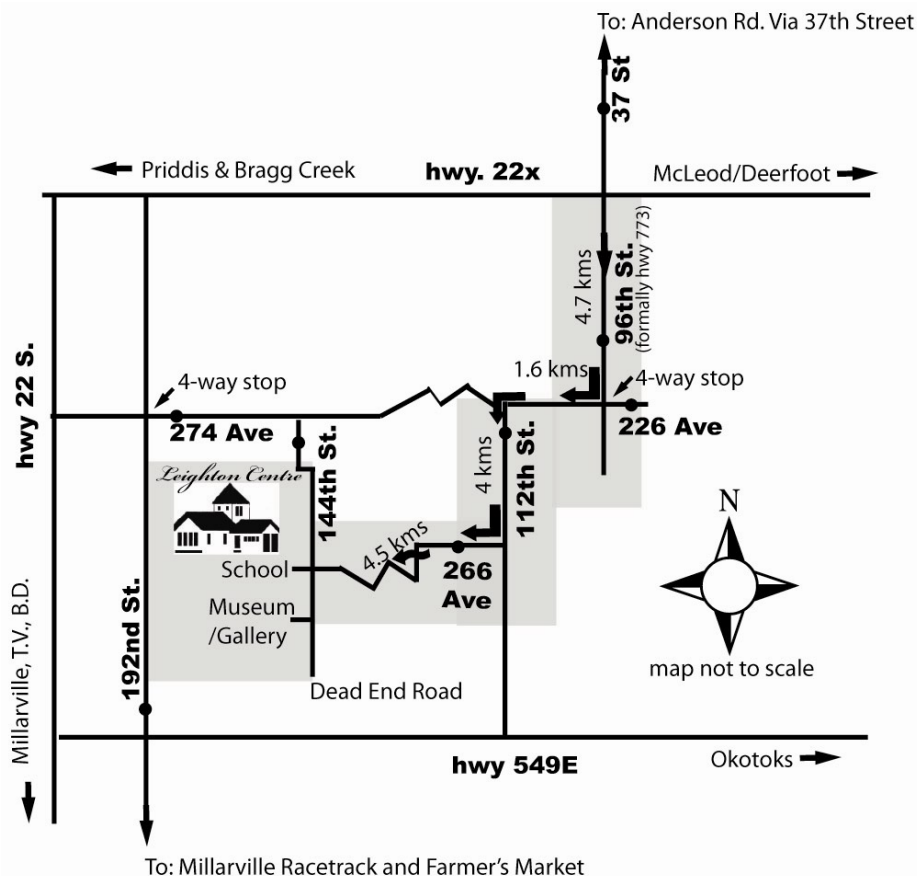 To: Anderson Rd. Via 37th Street
37 St
Priddis & Bragg Creek
hwy. 22x
McLeod/Deerfoot
4.7 kms
96th St.
(formally hwy 773)
hwy 22 S.
4-way stop
1.6 kms
4-way stop
274 Ave
226 Ave
Leighton Centre
144th St.
4 kms
112th St.
N
4.5 kms
School
266
Ave
Museum
/Gallery
192nd St.
map not to scale
Dead End Road
Millarville, T.V., B.D.
hwy 549E
Okotoks
To: Millarville Racetrack and Farmer's Market